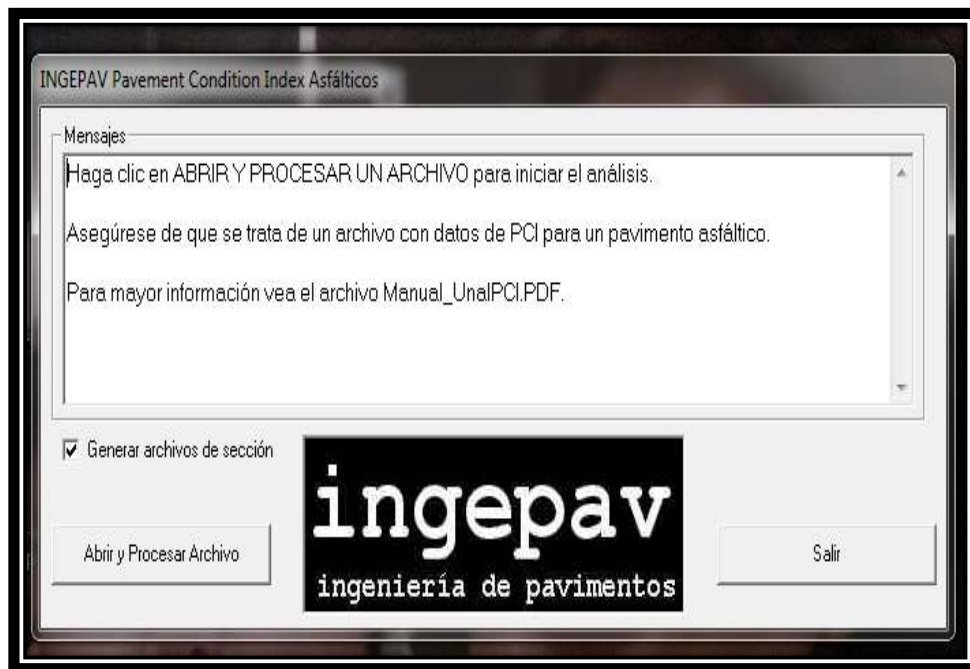 INGEPAV Pavement Condition Index Asfálticos
Mensajes
Haga clic en ABRIR Y PROCESAR UN ARCHIVO para iniciar el análisis.
Asegúrese de que se trata de un archivo con datos de PCI para un pavimento asfáltico.
Para mayor información vea el archivo Manual_UnalPCI.PDF.
Generar archivos de sección
ingepav
ingeniería de pavimentos
Abrir y Procesar Archivo
Salir